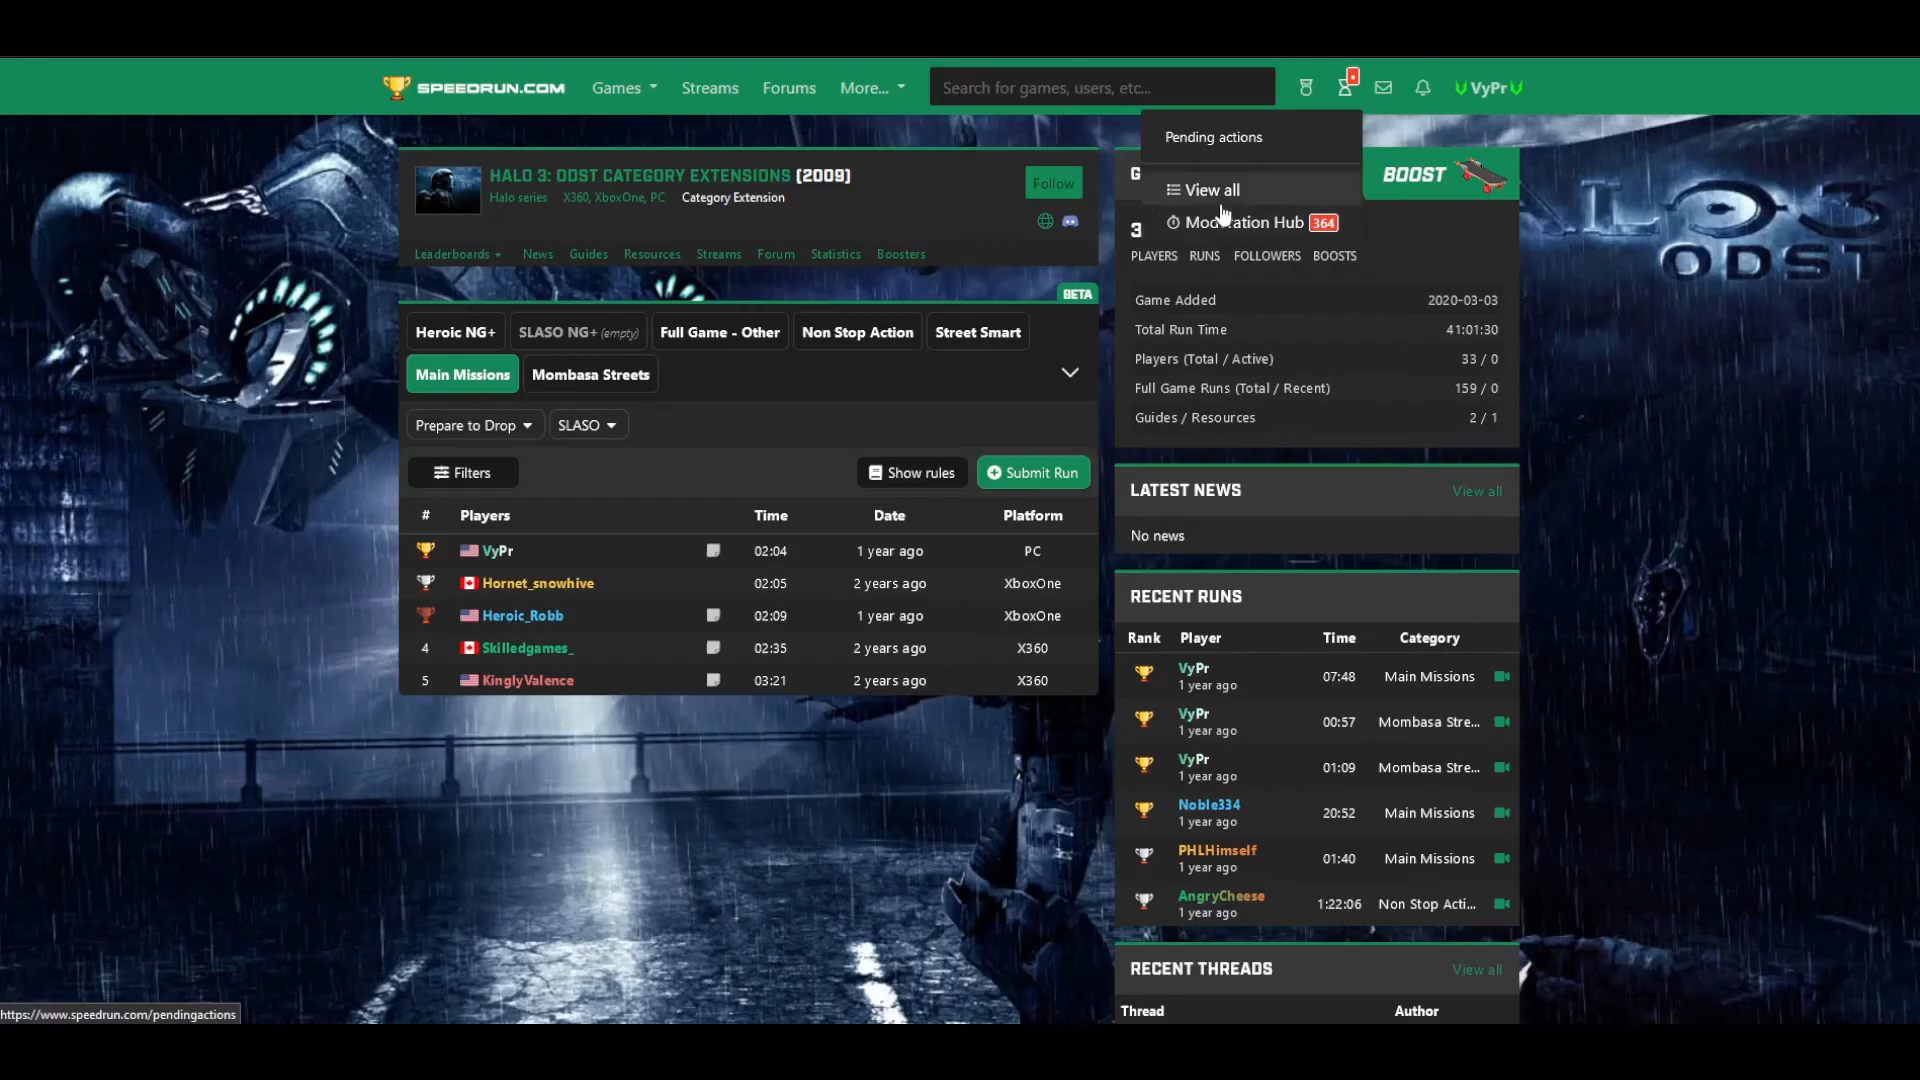 SPEEDRUN.COM Games Streams Forums More... Search for games, users, etc... VyPr
Pending actions
View all
Moderation Hub 364
HALO 3: ODST CATEGORY EXTENSIONS (2009)
Halo series X360, XboxOne, PC Category Extension
Follow
Leaderboards News Guides Resources Streams Forum Statistics Boosters
BETA
Heroic NG+ SLASO NG+ (empty) Full Game - Other Non Stop Action Street Smart
Main Missions Mombasa Streets
Prepare to Drop SLASO
Filters Show rules Submit Run
# Players Time Date Platform
VyPr 02:04 1 year ago PC
Hornet_snowhive 02:05 2 years ago XboxOne
Heroic_Robb 02:09 1 year ago XboxOne
4 Skilledgames_ 02:35 2 years ago X360
5 KinglyValence 03:21 2 years ago X360
G
BOOST
3
PLAYERS RUNS FOLLOWERS BOOSTS
Game Added 2020-03-03
Total Run Time 41:01:30
Players (Total / Active) 33 / 0
Full Game Runs (Total / Recent) 159 / 0
Guides / Resources 2 / 1
LATEST NEWS View all
No news
RECENT RUNS
Rank Player Time Category
VyPr
1 year ago 07:48 Main Missions
VyPr
1 year ago 00:57 Mombasa Stre...
VyPr
1 year ago 01:09 Mombasa Stre...
Noble334
1 year ago 20:52 Main Missions
PHLHimself
1 year ago 01:40 Main Missions
AngryCheese
1 year ago 1:22:06 Non Stop Acti...
RECENT THREADS View all
Thread Author
ODST
https://www.speedrun.com/pendingactions